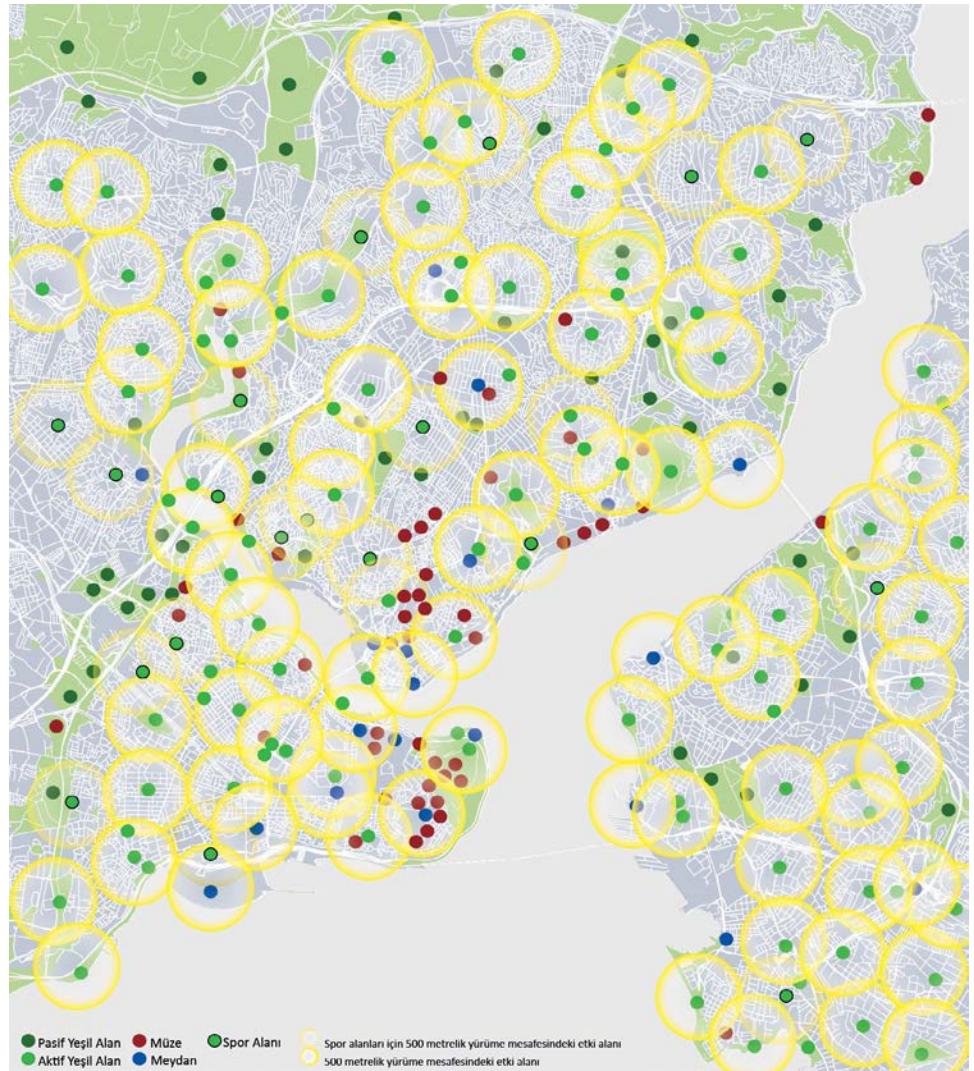 Pasif Yeşil Alan Müze Spor Alanı Spor alanları için 500 metrelik yürüme mesafesindeki etki alanı
Aktif Yeşil Alan Meydan 500 metrelik yürüme mesafesindeki etki alanı